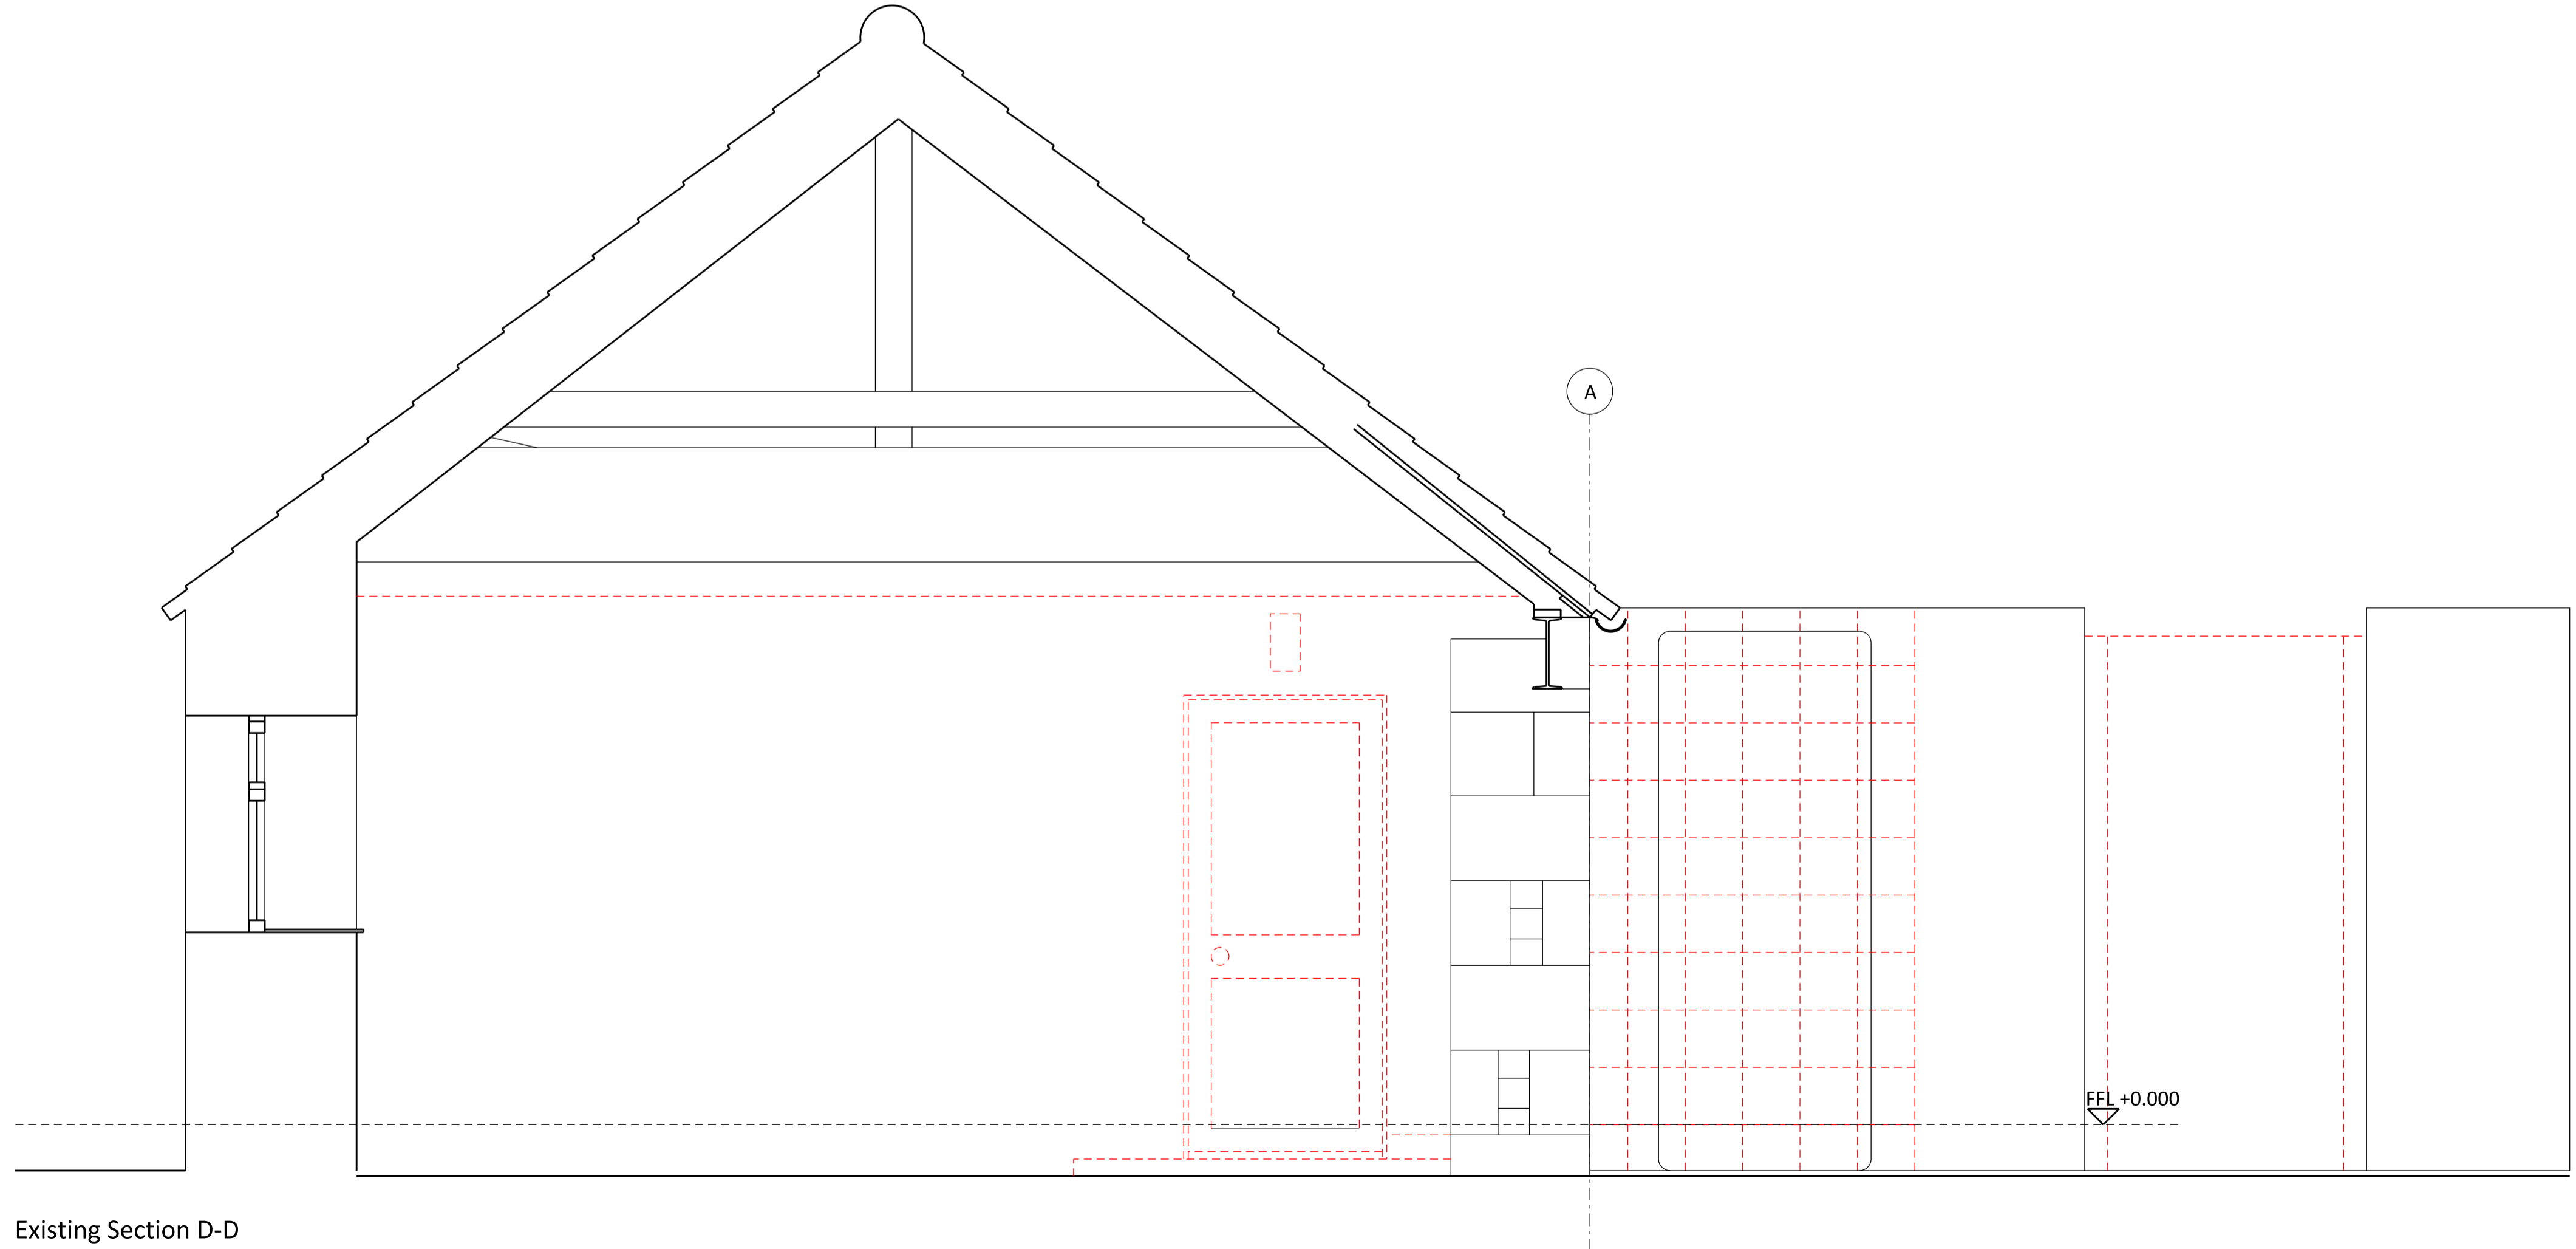 A
FFL +0.000
Existing Section D-D